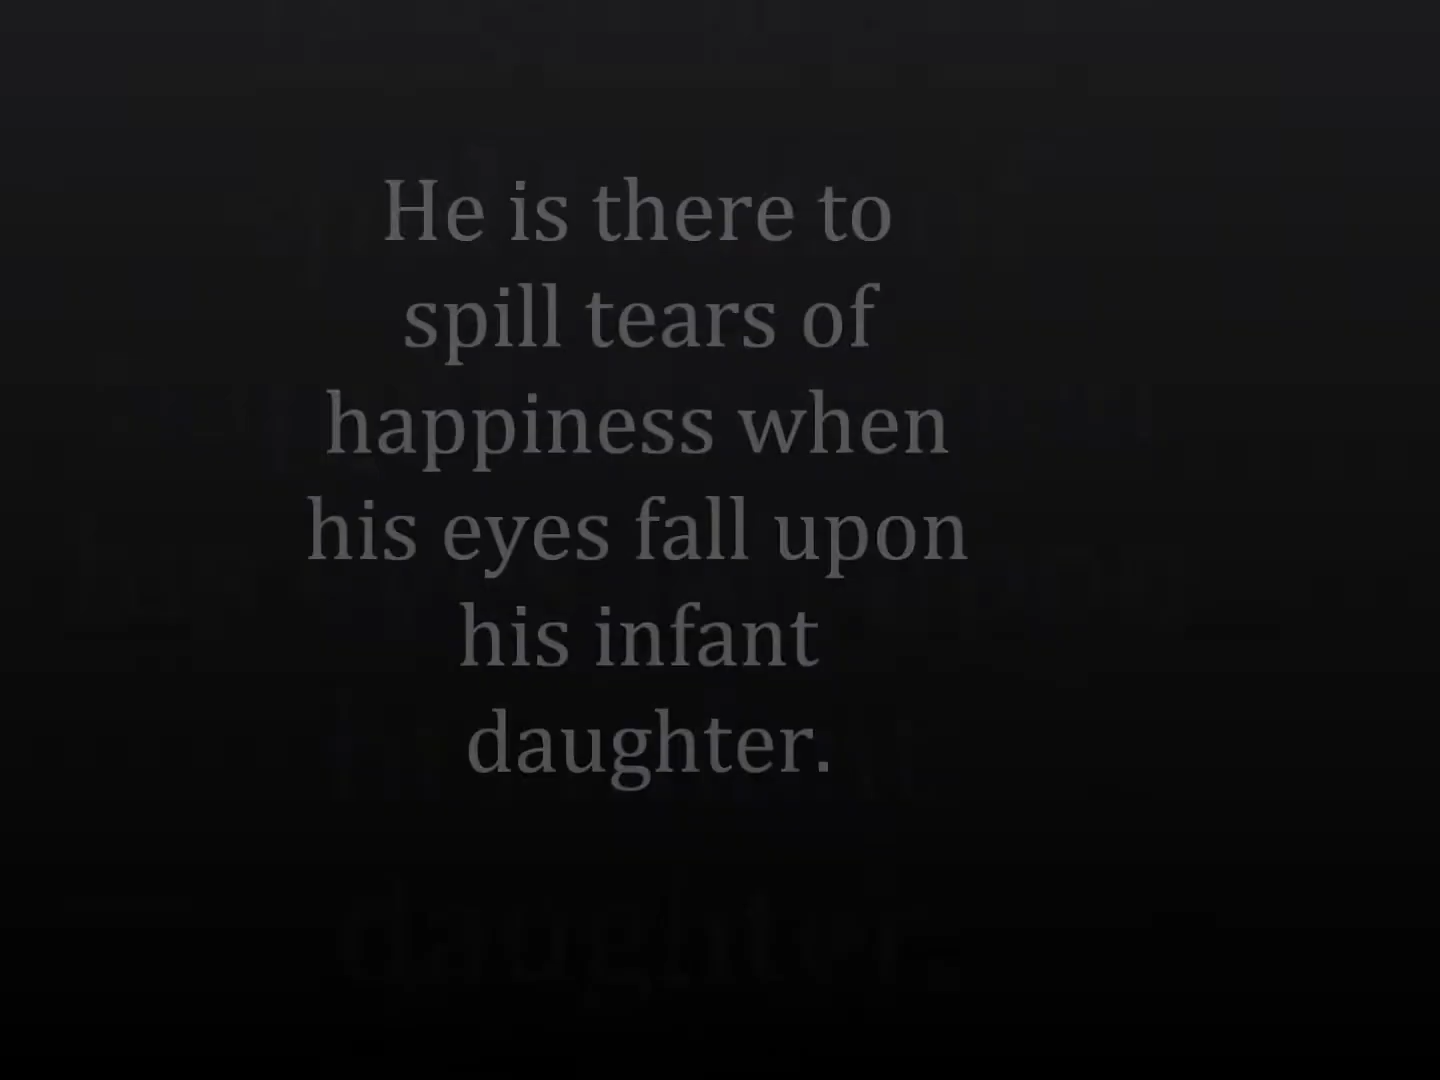 He is there to
spill tears of
happiness when
his eyes fall upon
his infant
daughter.